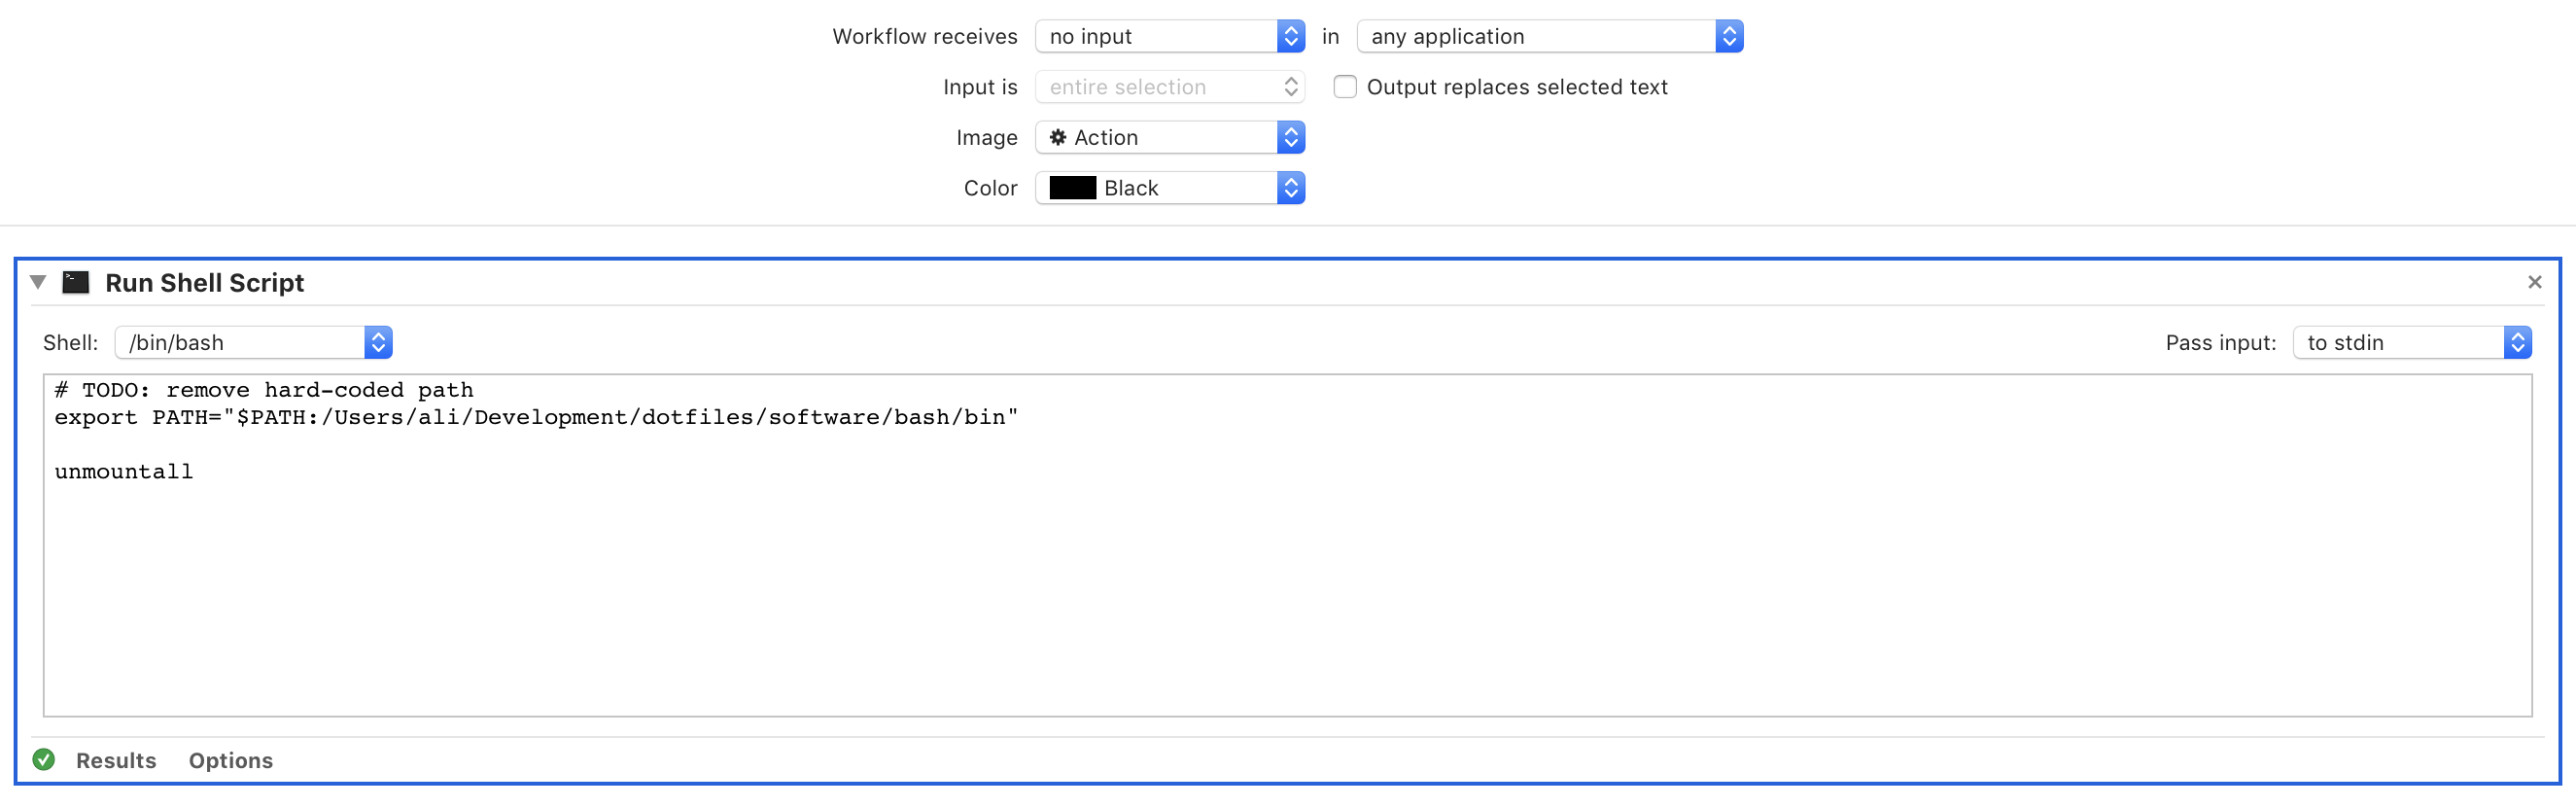 Workflow receives no input in any application
Input is entire selection Output replaces selected text
Image Action
Color Black
Run Shell Script
Shell: /bin/bash Pass input: to stdin
# TODO: remove hard-coded path
export PATH="$PATH:/Users/ali/Development/dotfiles/software/bash/bin"
unmountall
Results Options